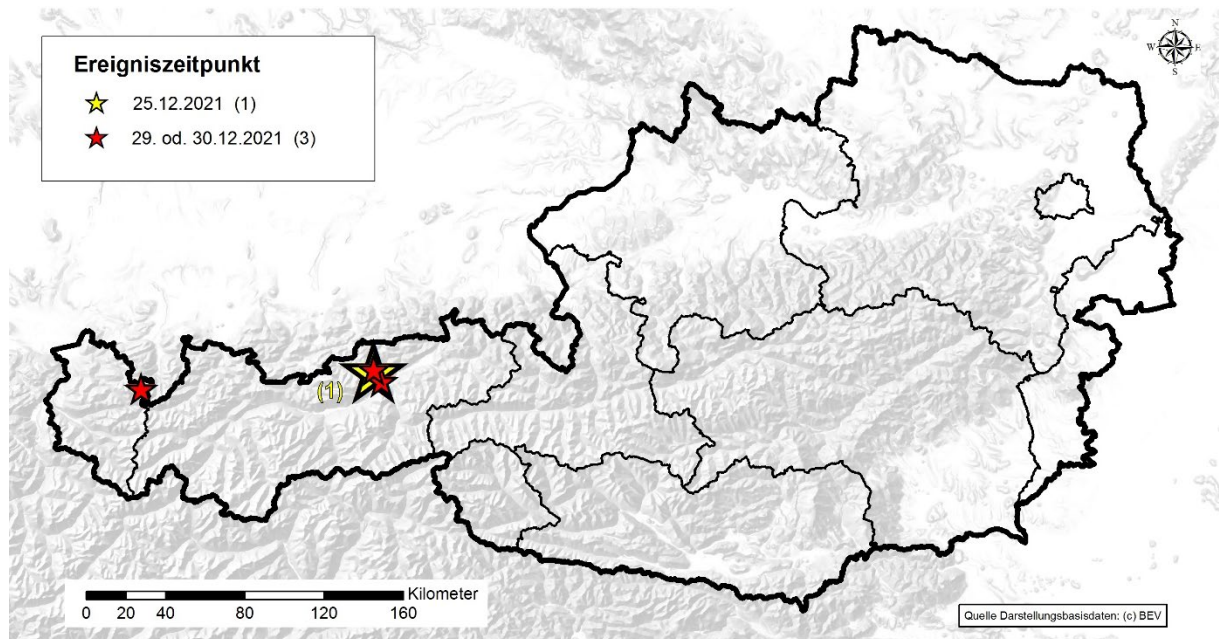 Ereigniszeitpunkt
25.12.2021 (1)
29. od. 30.12.2021 (3)
N
W E
S
(1)
Kilometer
0 20 40 80 120 160
Quelle Darstellungsbasisdaten: (c) BEV